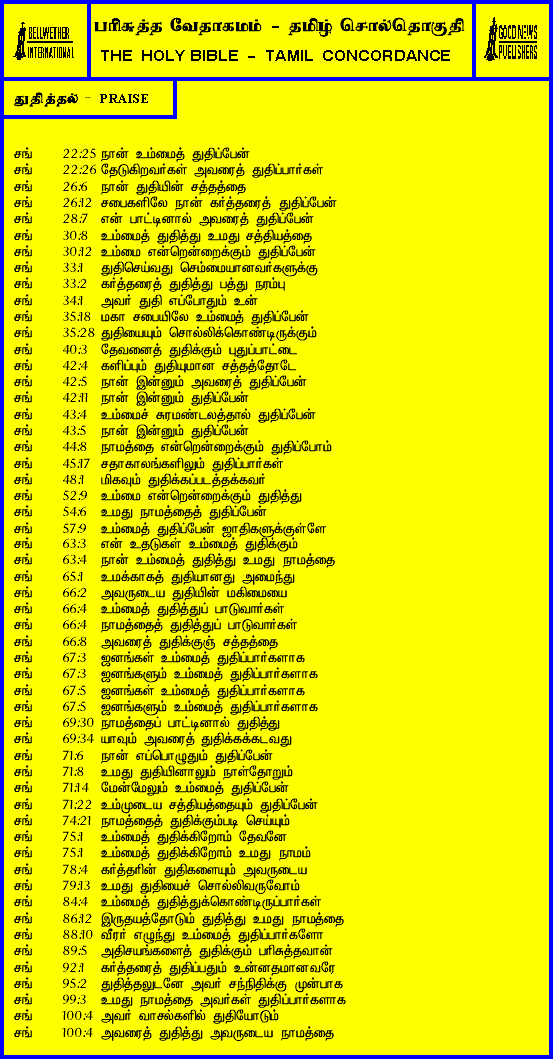 BELLWETHER
INTERNATIONAL
பரிசுத்த வேதாகமம் - தமிழ் சொல்தொகுதி
THE HOLY BIBLE - TAMIL CONCORDANCE
GOOD NEWS
PUBLISHERS
துதித்தல் - PRAISE
சங் 22:25 நான் உம்மைத் துதிப்பேன்
சங் 22:26 தேடுகிறவர்கள் அவரைத் துதிப்பார்கள்
சங் 26:6 நான் துதியின் சத்தத்தை
சங் 26:12 சபைகளிலே நான் கர்த்தரைத் துதிப்பேன்
சங் 28:7 என் பாட்டினால் அவரைத் துதிப்பேன்
சங் 30:8 உம்மைத் துதித்து உமது சத்தியத்தை
சங் 30:12 உம்மை என்றென்றைக்கும் துதிப்பேன்
சங் 33:1 துதிசெய்வது செம்மையானவர்களுக்கு
சங் 33:2 கர்த்தரைத் துதித்து பத்து நரம்பு
சங் 34:1 அவர் துதி எப்போதும் உன்
சங் 35:18 மகா சபையிலே உம்மைத் துதிப்பேன்
சங் 35:28 துதியையும் சொல்லிக்கொண்டிருக்கும்
சங் 40:3 தேவனைத் துதிக்கும் புதுப்பாட்டை
சங் 42:4 களிப்பும் துதியுமான சத்தத்தோடே
சங் 42:5 நான் இன்னும் அவரைத் துதிப்பேன்
சங் 42:11 நான் இன்னும் துதிப்பேன்
சங் 43:4 உம்மைச் சுரமண்டலத்தால் துதிப்பேன்
சங் 43:5 நான் இன்னும் துதிப்பேன்
சங் 44:8 நாமத்தை என்றென்றைக்கும் துதிப்போம்
சங் 45:17 சதாகாலங்களிலும் துதிப்பார்கள்
சங் 48:1 மிகவும் துதிக்கப்படத்தக்கவர்
சங் 52:9 உம்மை என்றென்றைக்கும் துதித்து
சங் 54:6 உமது நாமத்தைத் துதிப்பேன்
சங் 57:9 உம்மைத் துதிப்பேன் ஜாதிகளுக்குள்ளே
சங் 63:3 என் உதடுகள் உம்மைத் துதிக்கும்
சங் 63:4 நான் உம்மைத் துதித்து உமது நாமத்தை
சங் 65:1 உமக்காகத் துதியானது அமைந்து
சங் 66:2 அவருடைய துதியின் மகிமையை
சங் 66:4 உம்மைத் துதித்துப் பாடுவார்கள்
சங் 66:4 நாமத்தைத் துதித்துப் பாடுவார்கள்
சங் 66:8 அவரைத் துதிக்குஞ் சத்தத்தை
சங் 67:3 ஜனங்கள் உம்மைத் துதிப்பார்களாக
சங் 67:3 ஜனங்களும் உம்மைத் துதிப்பார்களாக
சங் 67:5 ஜனங்கள் உம்மைத் துதிப்பார்களாக
சங் 67:5 ஜனங்களும் உம்மைத் துதிப்பார்களாக
சங் 69:30 நாமத்தைப் பாட்டினால் துதித்து
சங் 69:34 யாவும் அவரைத் துதிக்கக்கடவது
சங் 71:6 நான் எப்பொழுதும் துதிப்பேன்
சங் 71:8 உமது துதியினாலும் நாள்தோறும்
சங் 71:14 மேன்மேலும் உம்மைத் துதிப்பேன்
சங் 71:22 உம்முடைய சத்தியத்தையும் துதிப்பேன்
சங் 74:21 நாமத்தைத் துதிக்கும்படி செய்யும்
சங் 75:1 உம்மைத் துதிக்கிறோம் தேவனே
சங் 75:1 உம்மைத் துதிக்கிறோம் உமது நாமம்
சங் 78:4 கர்த்தரின் துதிகளையும் அவருடைய
சங் 79:13 உமது துதியைச் சொல்லிவருவோம்
சங் 84:4 உம்மைத் துதித்துக்கொண்டிருப்பார்கள்
சங் 86:12 இருதயத்தோடும் துதித்து உமது நாமத்தை
சங் 88:10 வீரர் எழுந்து உம்மைத் துதிப்பார்களோ
சங் 89:5 அதிசயங்களைத் துதிக்கும் பரிசுத்தவான்
சங் 92:1 கர்த்தரைத் துதிப்பதும் உன்னதமானவரே
சங் 95:2 துதித்தலுடனே அவர் சந்நிதிக்கு முன்பாக
சங் 99:3 உமது நாமத்தை அவர்கள் துதிப்பார்களாக
சங் 100:4 அவர் வாசல்களில் துதியோடும்
சங் 100:4 அவரைத் துதித்து அவருடைய நாமத்தை